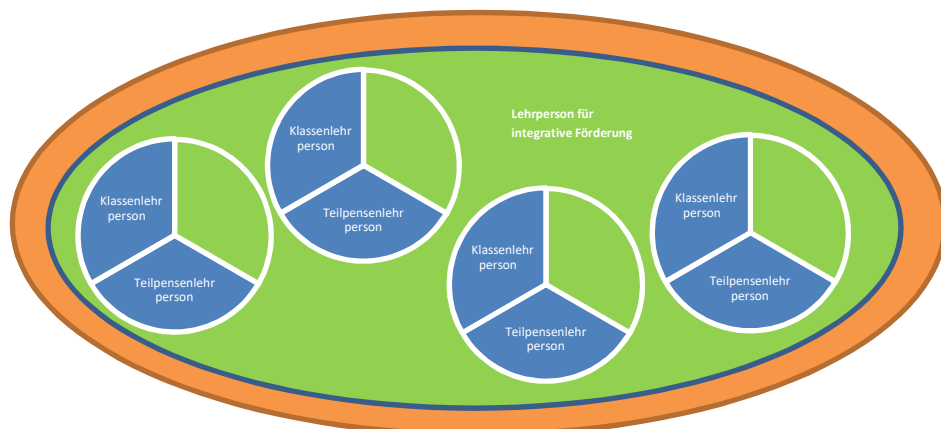 Klassenlehr
person
Teilpensenlehr
person
Klassenlehr
person
Teilpensenlehr
person
Lehrperson für
integrative Förderung
Klassenlehr
person
Teilpensenlehr
person
Klassenlehr
person
Teilpensenlehr
person